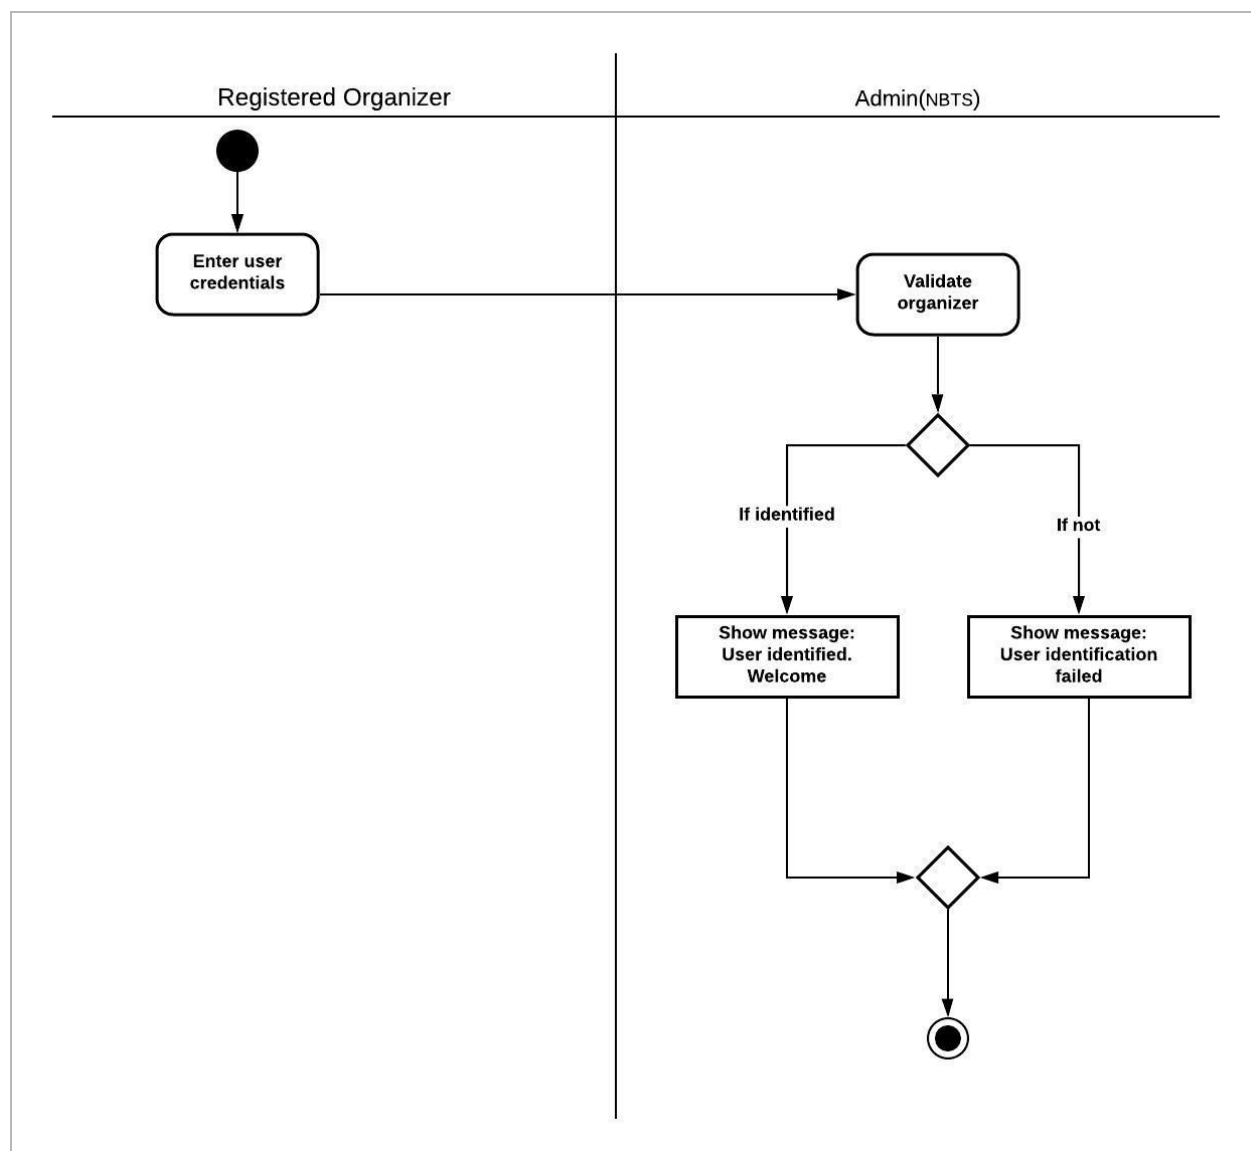 Registered Organizer
Admin(NBTS)
Enter user
credentials
Validate
organizer
If identified
If not
Show message:
User identified.
Welcome
Show message:
User identification
failed